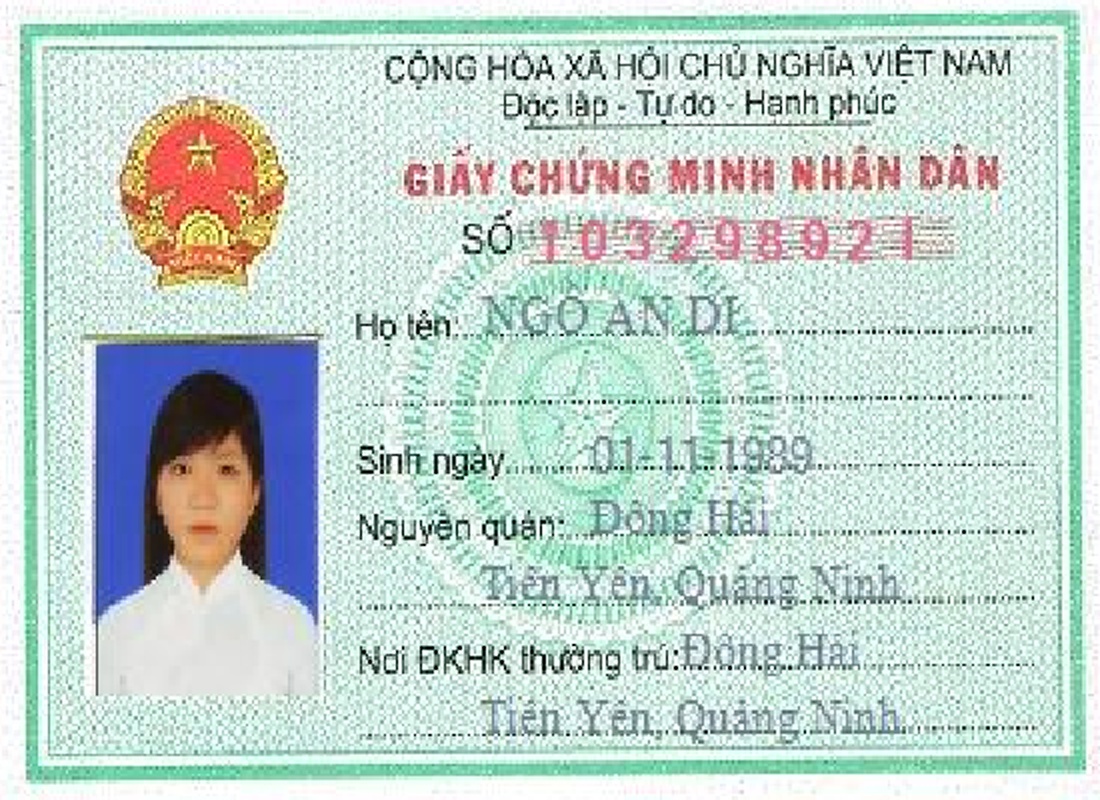 CỘNG HÒA XÃ HỘI CHỦ NGHĨA VIỆT NAM
Độc lập - Tự do - Hạnh phúc
GIẤY CHỨNG MINH NHÂN DÂN
SỐ 103298921
Họ tên: NGÔ AN DI
Sinh ngày 01-11-1989
Nguyên quán: Đông Hải
Tiên Yên, Quảng Ninh
Nơi ĐKHK thường trú: Đông Hải
Tiên Yên, Quảng Ninh